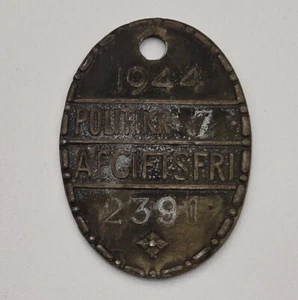 1944
POLITIKR. 7
AFGIFTSFRI
2391